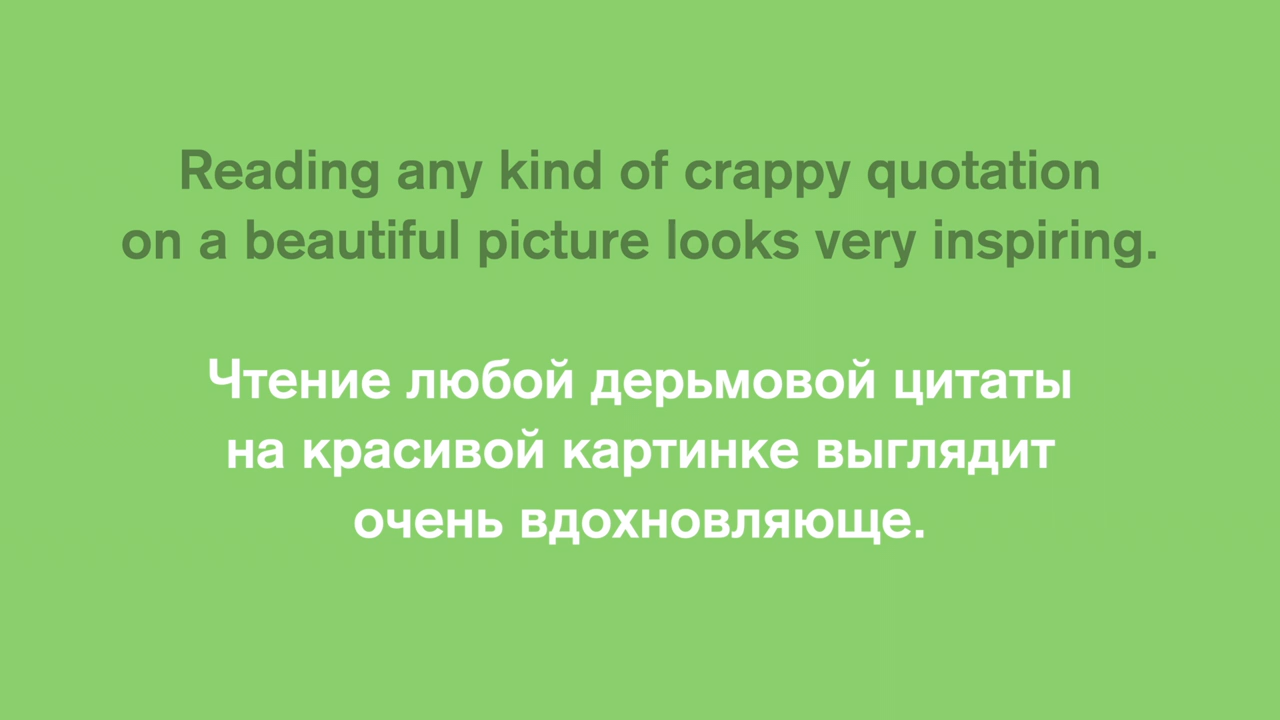 Reading any kind of crappy quotation
on a beautiful picture looks very inspiring.
Чтение любой дерьмовой цитаты
на красивой картинке выглядит
очень вдохновляюще.